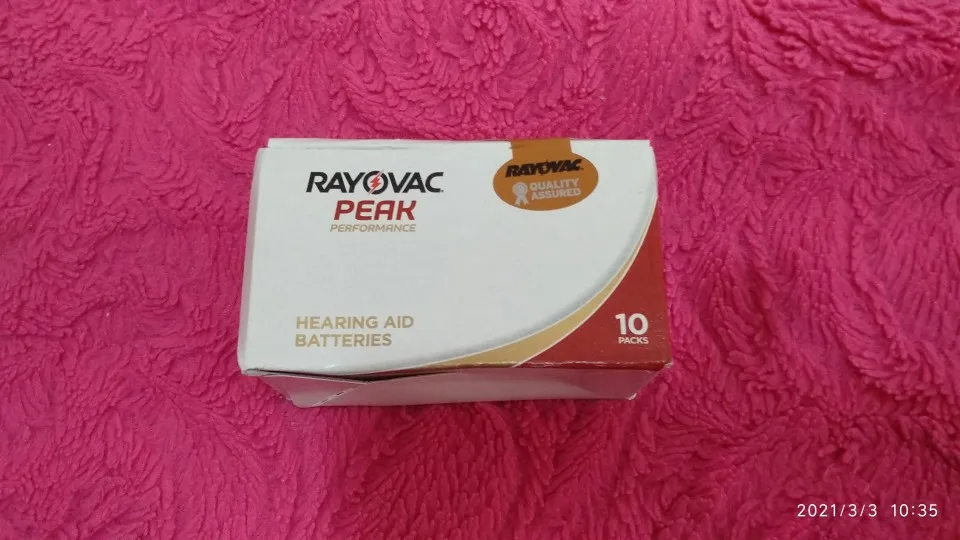 RAYOVAC
PEAK
PERFORMANCE
RAYOVAC
QUALITY
ASSURED
HEARING AID
BATTERIES
10
PACKS
2021/3/3 10:35